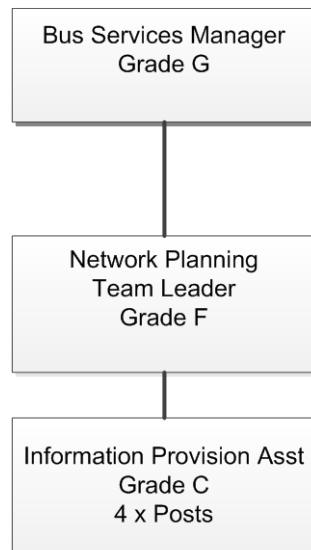 Bus Services Manager
Grade G
Network Planning
Team Leader
Grade F
Information Provision Asst
Grade C
4 x Posts